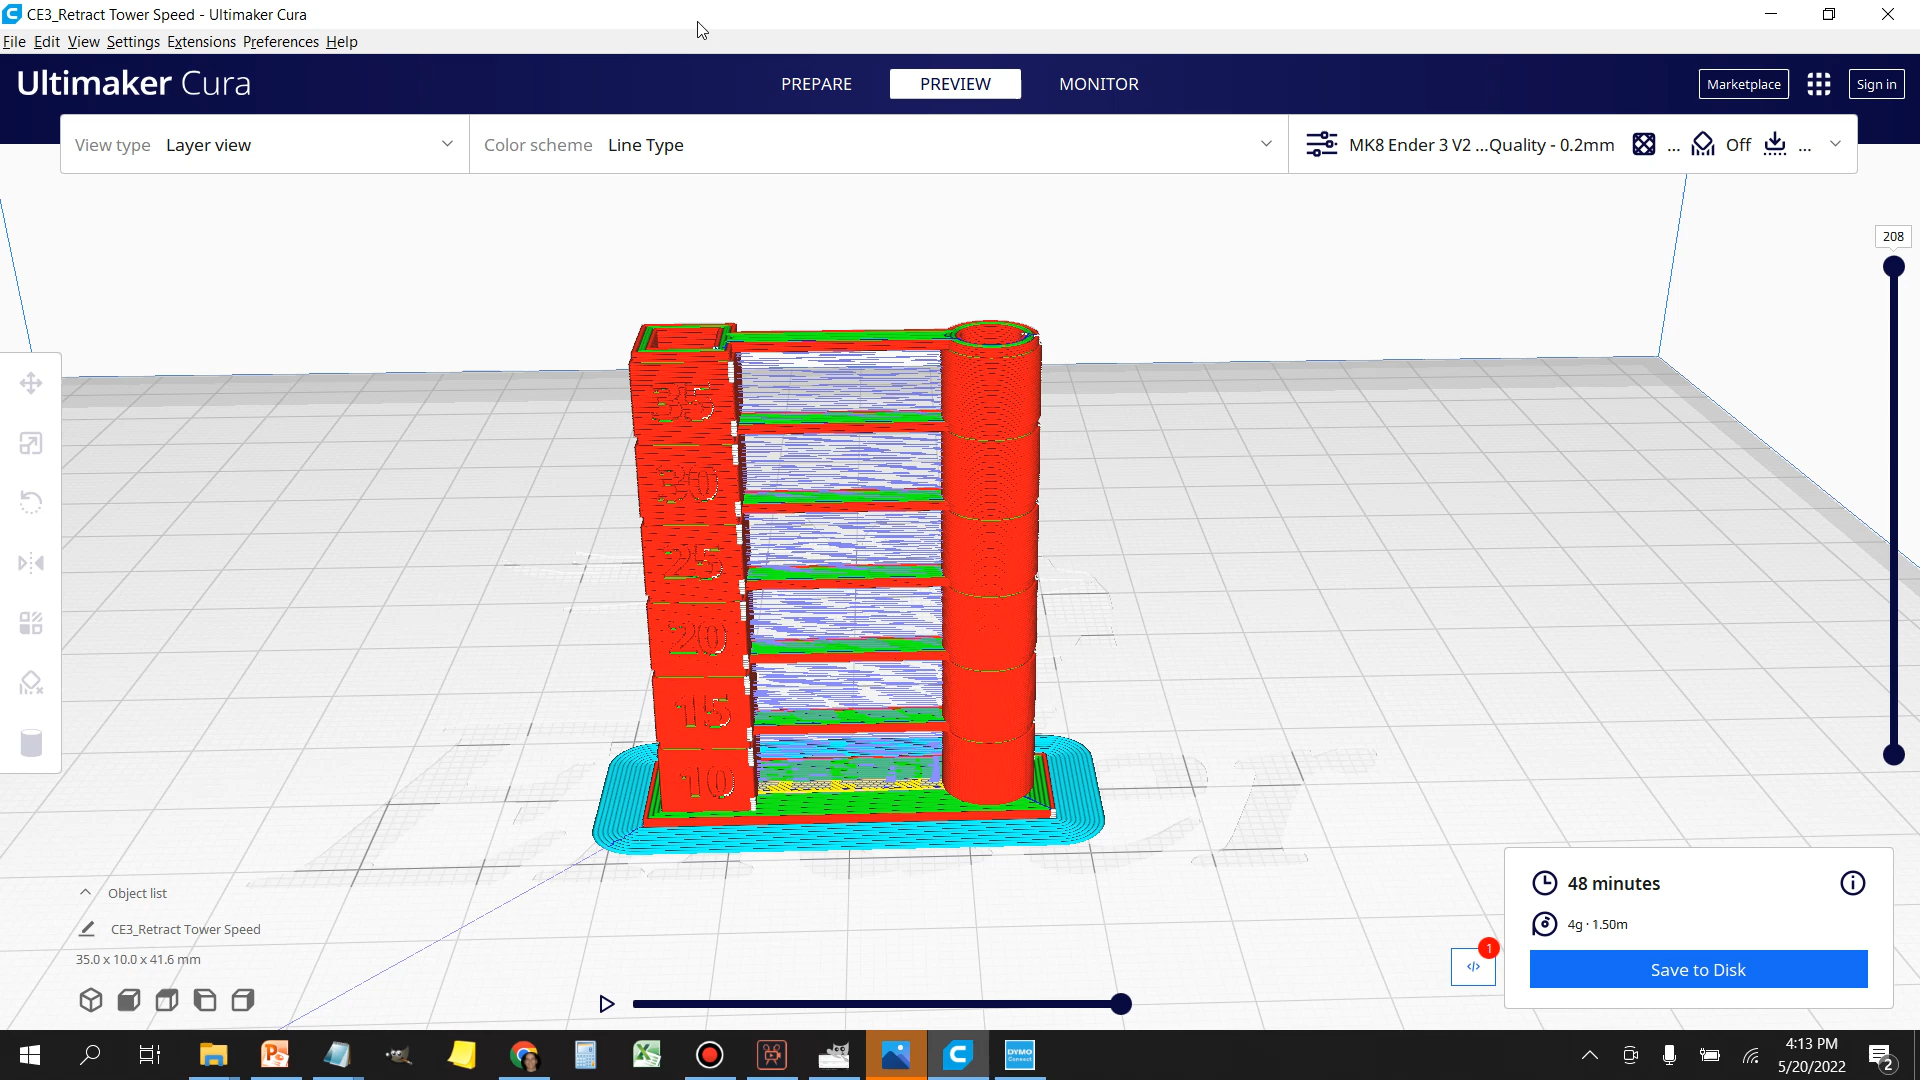 CE3_Retract Tower Speed - Ultimaker Cura
File Edit View Settings Extensions Preferences Help
Ultimaker Cura
PREPARE PREVIEW MONITOR
Marketplace Sign in
View type Layer view Color scheme Line Type MK8 Ender 3 V2 ...Quality - 0.2mm ... Off ...
208
35
30
25
20
15
10
Object list
CE3_Retract Tower Speed
35.0 x 10.0 x 41.6 mm
48 minutes
4g · 1.50m
1
</>
Save to Disk
DYMO
Connect
4:13 PM
5/20/2022
2